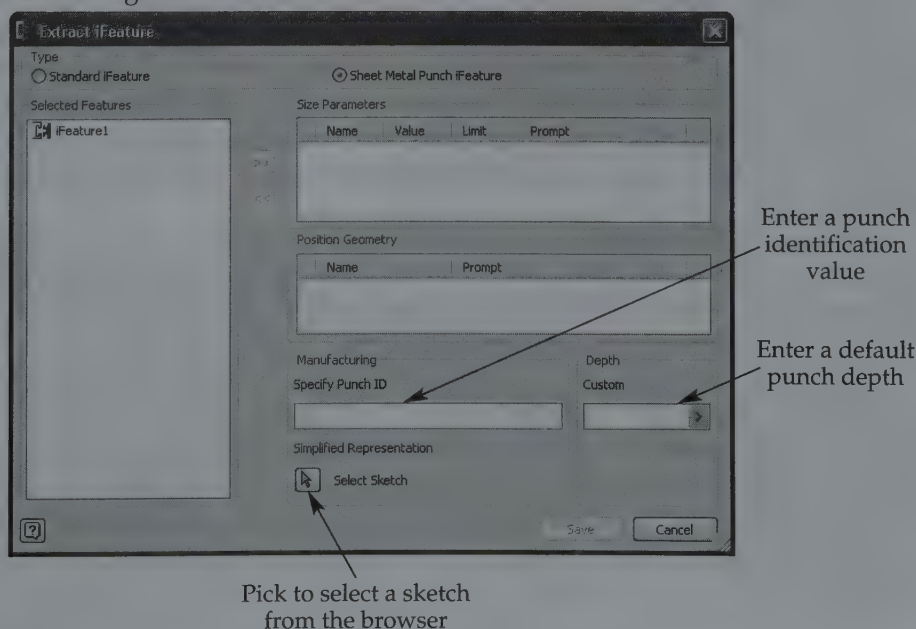 Extract iFeature
Type
Standard iFeature
Sheet Metal Punch iFeature
Selected Features
iFeature1
>>
<<
Size Parameters
Name Value Limit Prompt
Position Geometry
Name Prompt
Manufacturing
Specify Punch ID
Depth
Custom
Simplified Representation
Select Sketch
Save
Cancel
Enter a punch
identification
value
Enter a default
punch depth
Pick to select a sketch
from the browser